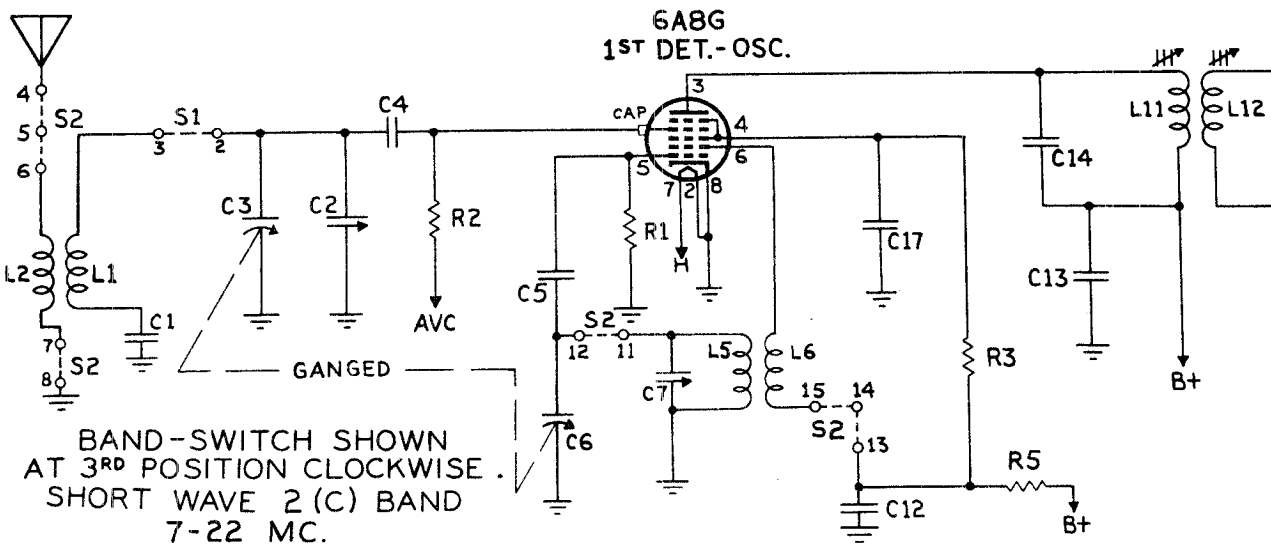 6A8G
1ST DET.-OSC.
3
4
4
C4
CAP
L11
L12
5
S2
S1
6
6
3
2
5
7
2
8
C14
C3
C2
R2
R1
C17
H
L2
L1
C5
C13
C1
AVC
S2
12
11
L5
L6
R3
7
S2
8
GANGED
C7
15
14
B+
S2
C6
13
BAND-SWITCH SHOWN
AT 3RD POSITION CLOCKWISE.
SHORT WAVE 2 (C) BAND
7-22 MC.
R5
C12
B+